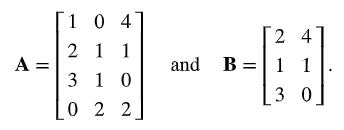 A = [1 0 4
2 1 1
3 1 0
0 2 2] and B = [2 4
1 1
3 0].